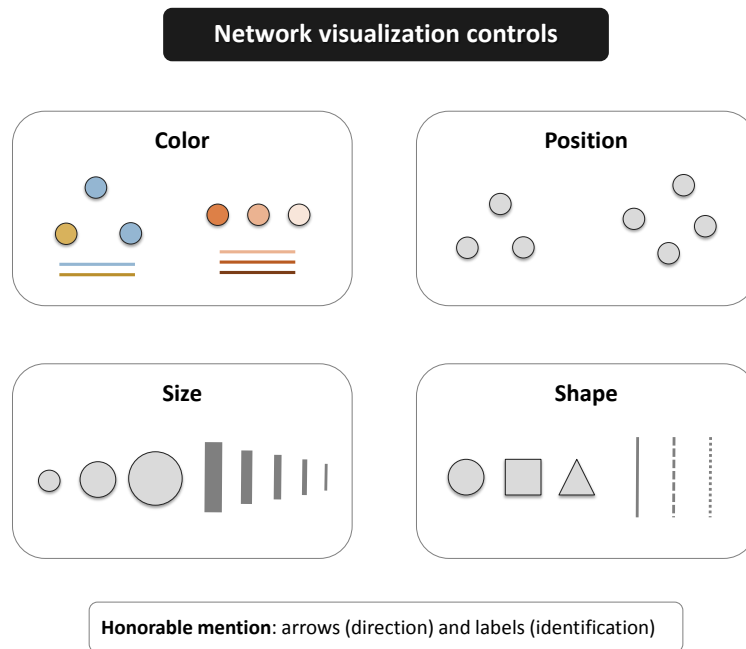 Network visualization controls
Color
Position
Size
Shape
Honorable mention: arrows (direction) and labels (identification)